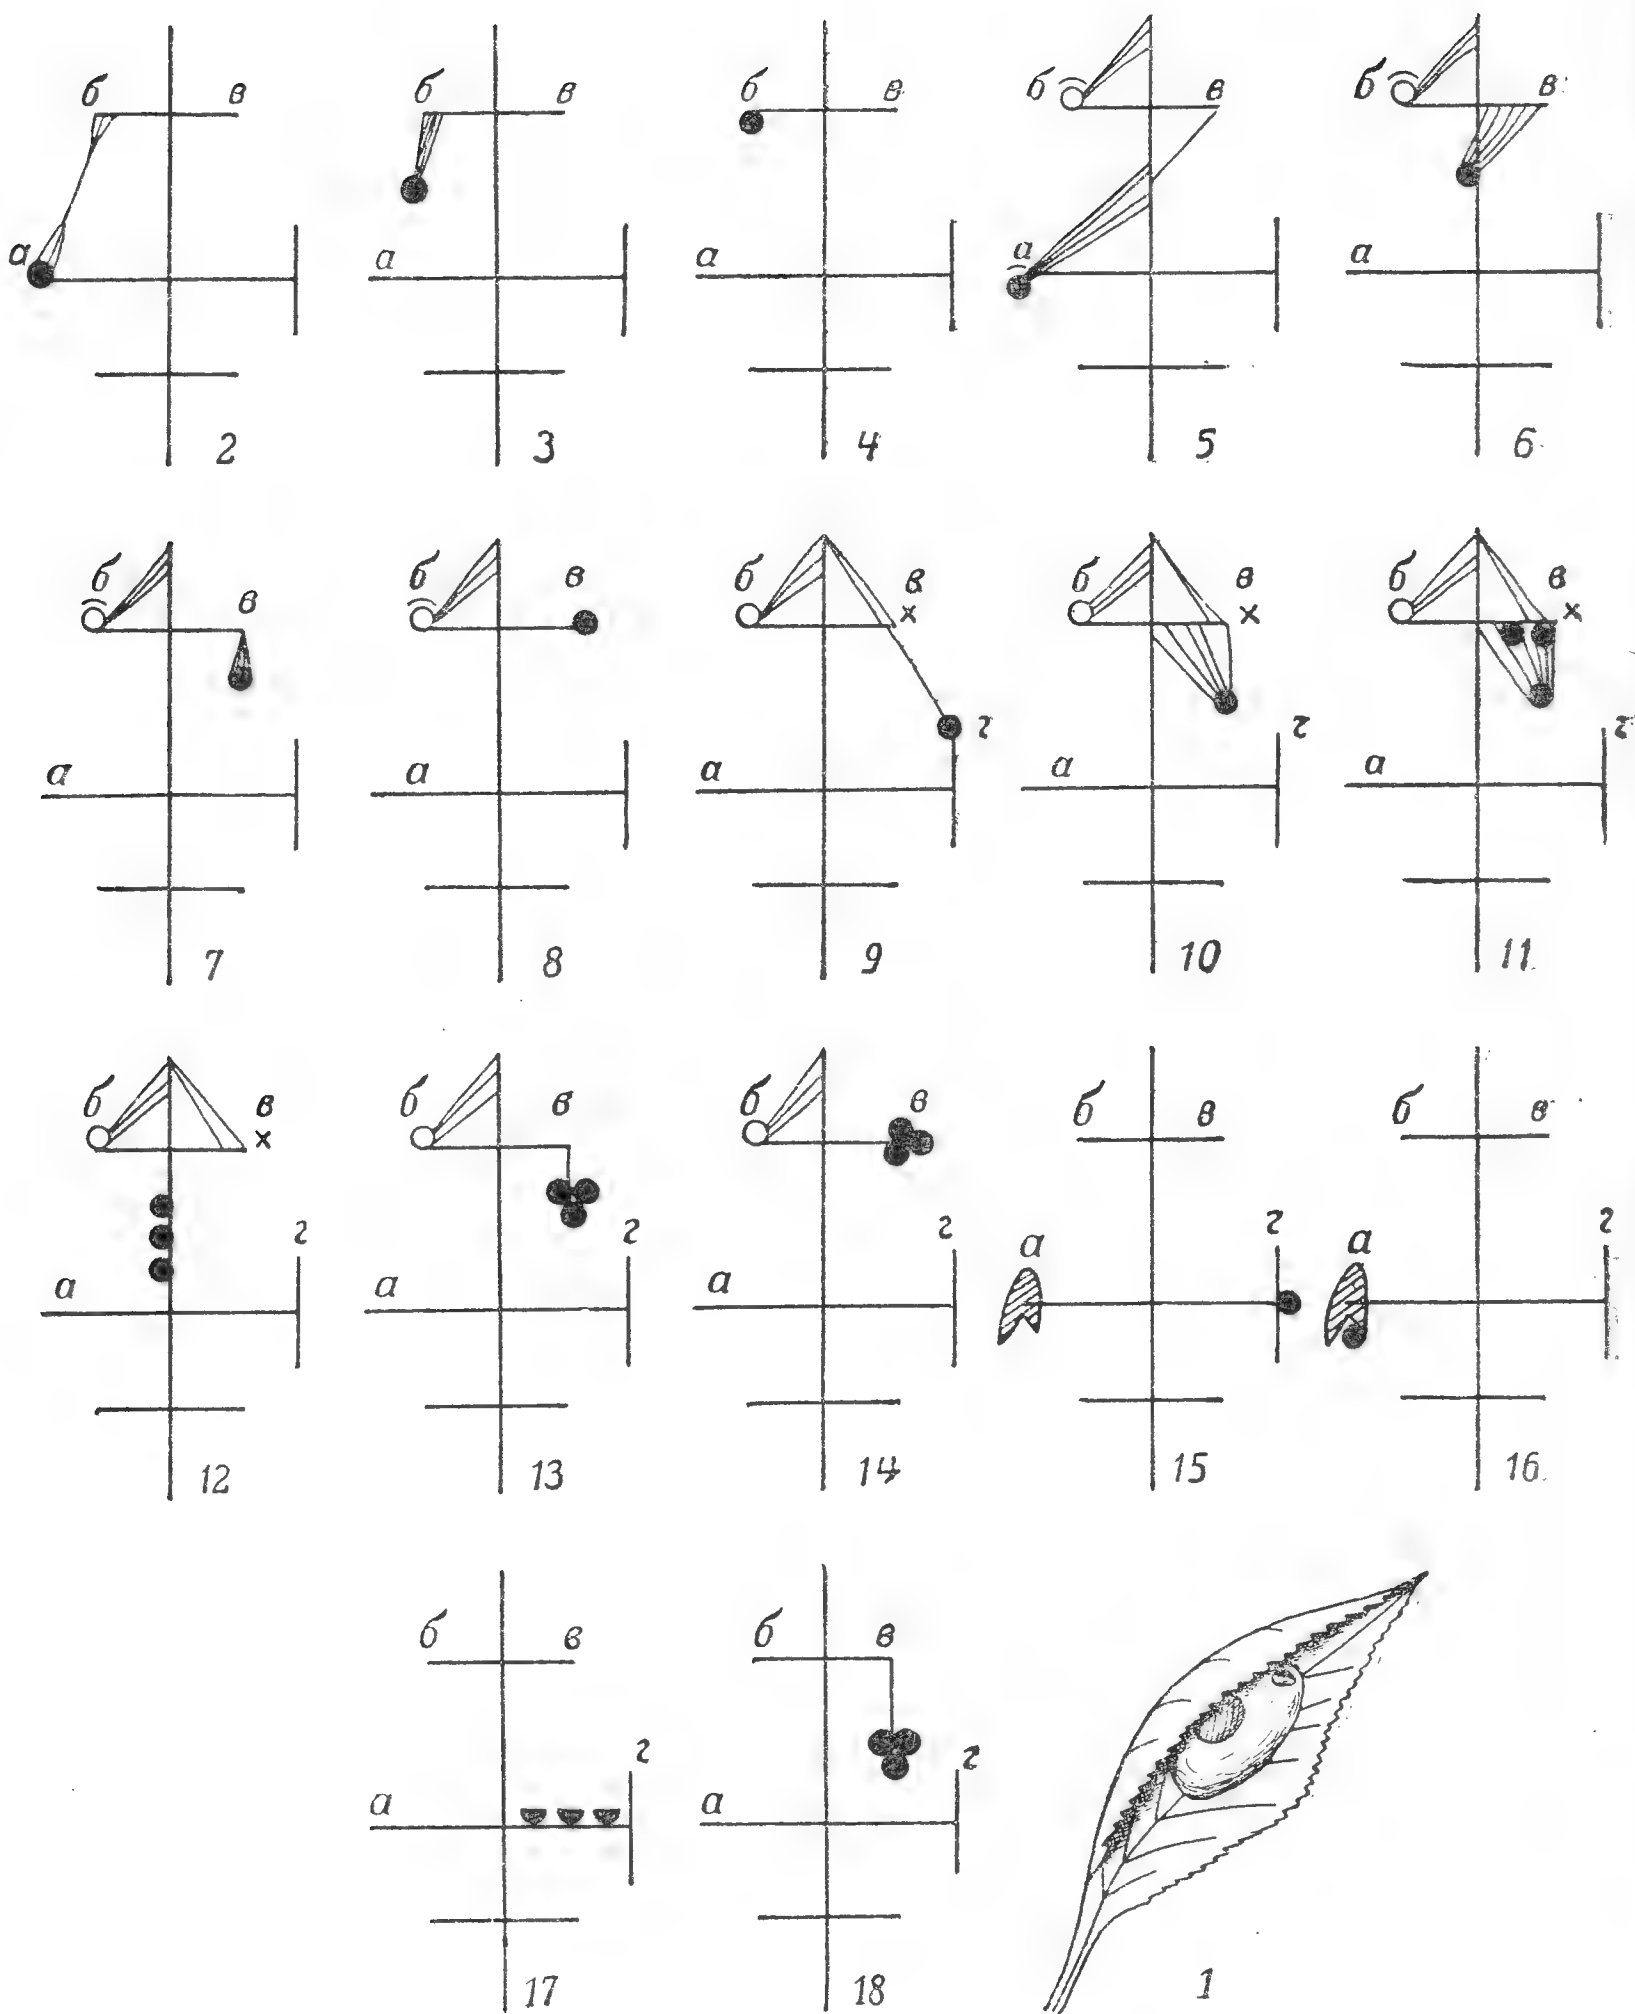 б в б в б в б в б в
а а а а а
2 3 4 5 6
б в б в б в б в б в
× × ×
г г г
а а а а а
7 8 9 10 11
б в б в б в б в б в
×
г г г г г
а а а а а
12 13 14 15 16
б в б в
г г
а а
17 18 1